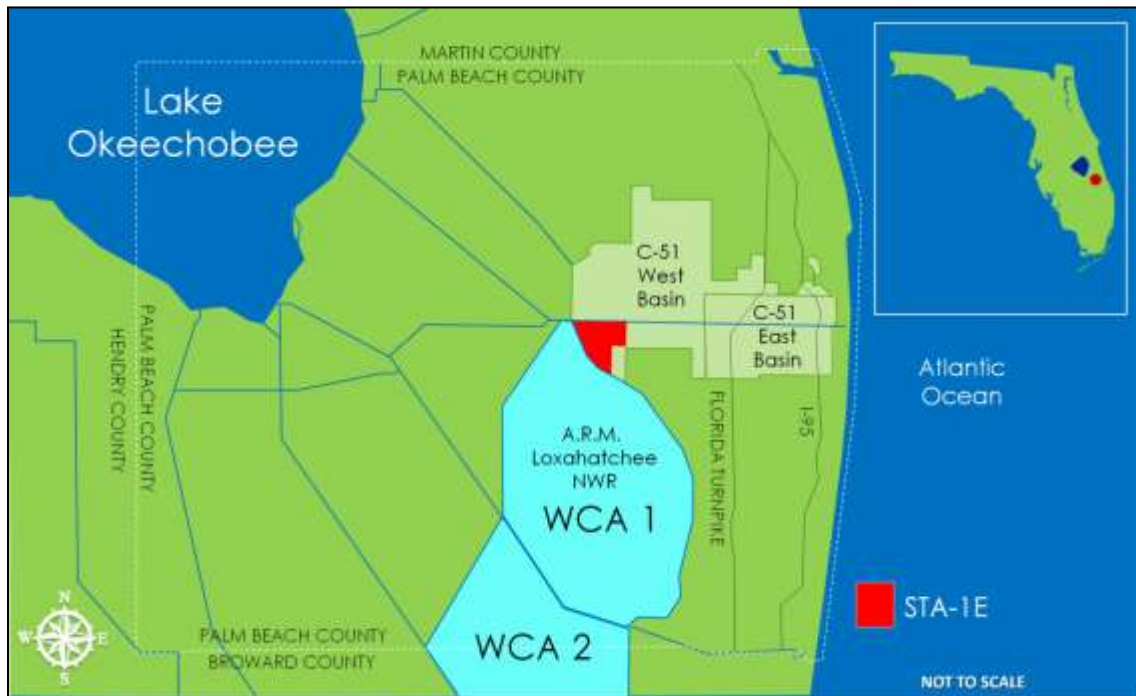 MARTIN COUNTY
PALM BEACH COUNTY
Lake
Okeechobee
C-51
West
Basin
C-51
East
Basin
PALM BEACH COUNTY
HENDRY COUNTY
Atlantic
Ocean
FLORIDA TURNPIKE
I-95
A.R.M.
Loxahatchee
NWR
WCA 1
STA-1E
N
W
E
S
PALM BEACH COUNTY
BROWARD COUNTY
WCA 2
NOT TO SCALE